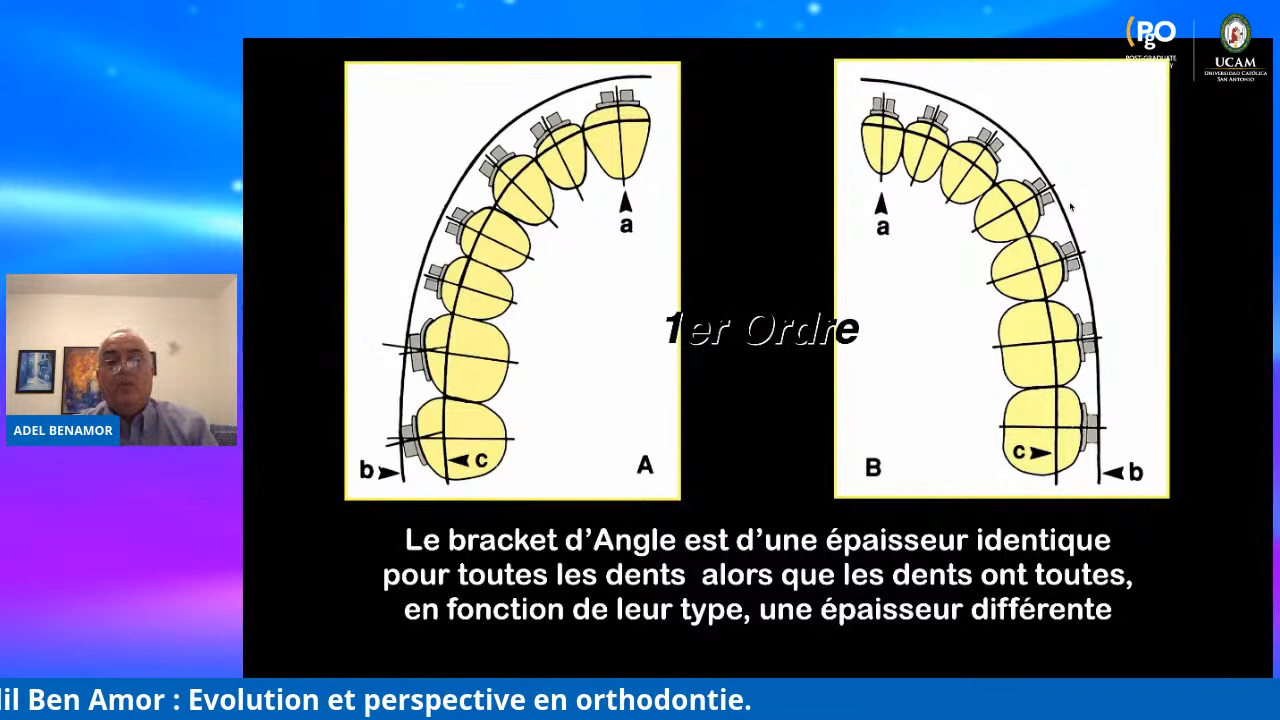 PgO
UCAM
UNIVERSIDAD CATÓLICA
SAN ANTONIO
a
a
1er Ordre
ADEL BENAMOR
b
c
A
B
c
b
Le bracket d’Angle est d’une épaisseur identique
pour toutes les dents alors que les dents ont toutes,
en fonction de leur type, une épaisseur différente
Ben Amor : Evolution et perspective en orthodontie.